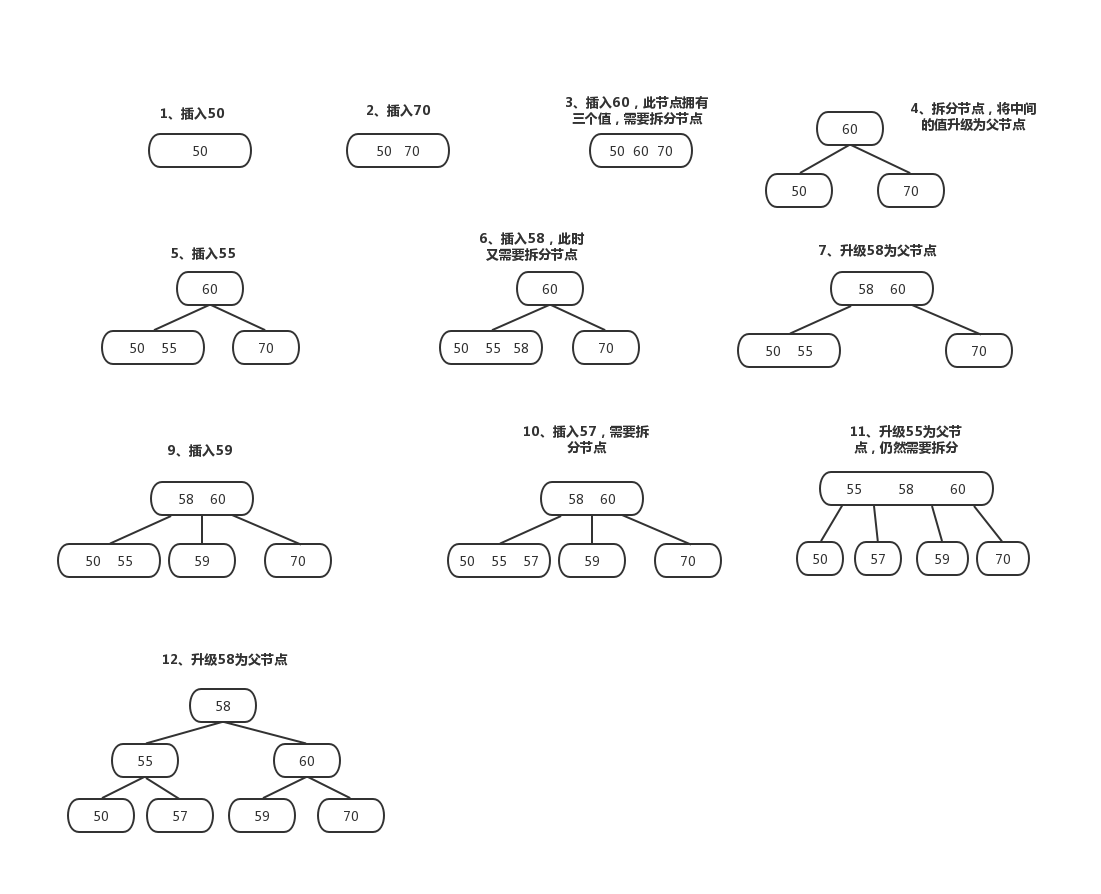 1、插入50
50
2、插入70
50 70
3、插入60，此节点拥有
三个值，需要拆分节点
50 60 70
4、拆分节点，将中间
的值升级为父节点
60
50
70
5、插入55
60
50 55
70
6、插入58，此时
又需要拆分节点
60
50 55 58
70
7、升级58为父节点
58 60
50 55
70
9、插入59
58 60
50 55
59
70
10、插入57，需要拆
分节点
58 60
50 55 57
59
70
11、升级55为父节
点，仍然需要拆分
55 58 60
50
57
59
70
12、升级58为父节点
58
55
60
50
57
59
70